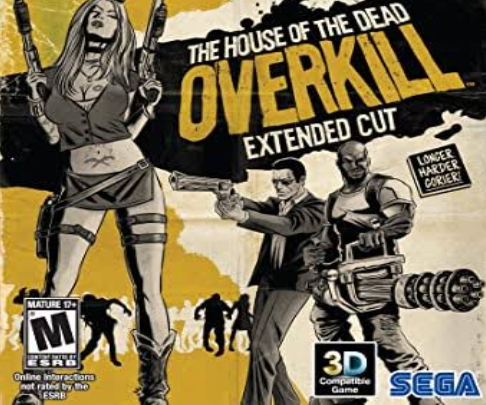 THE HOUSE OF THE DEAD
OVERKILL™
EXTENDED CUT
LONGER
HARDER
GORIER!
MATURE 17+
M
CONTENT RATED BY
ESRB
Online Interactions
not rated by the
ESRB
3D
Compatible
Game
SEGA